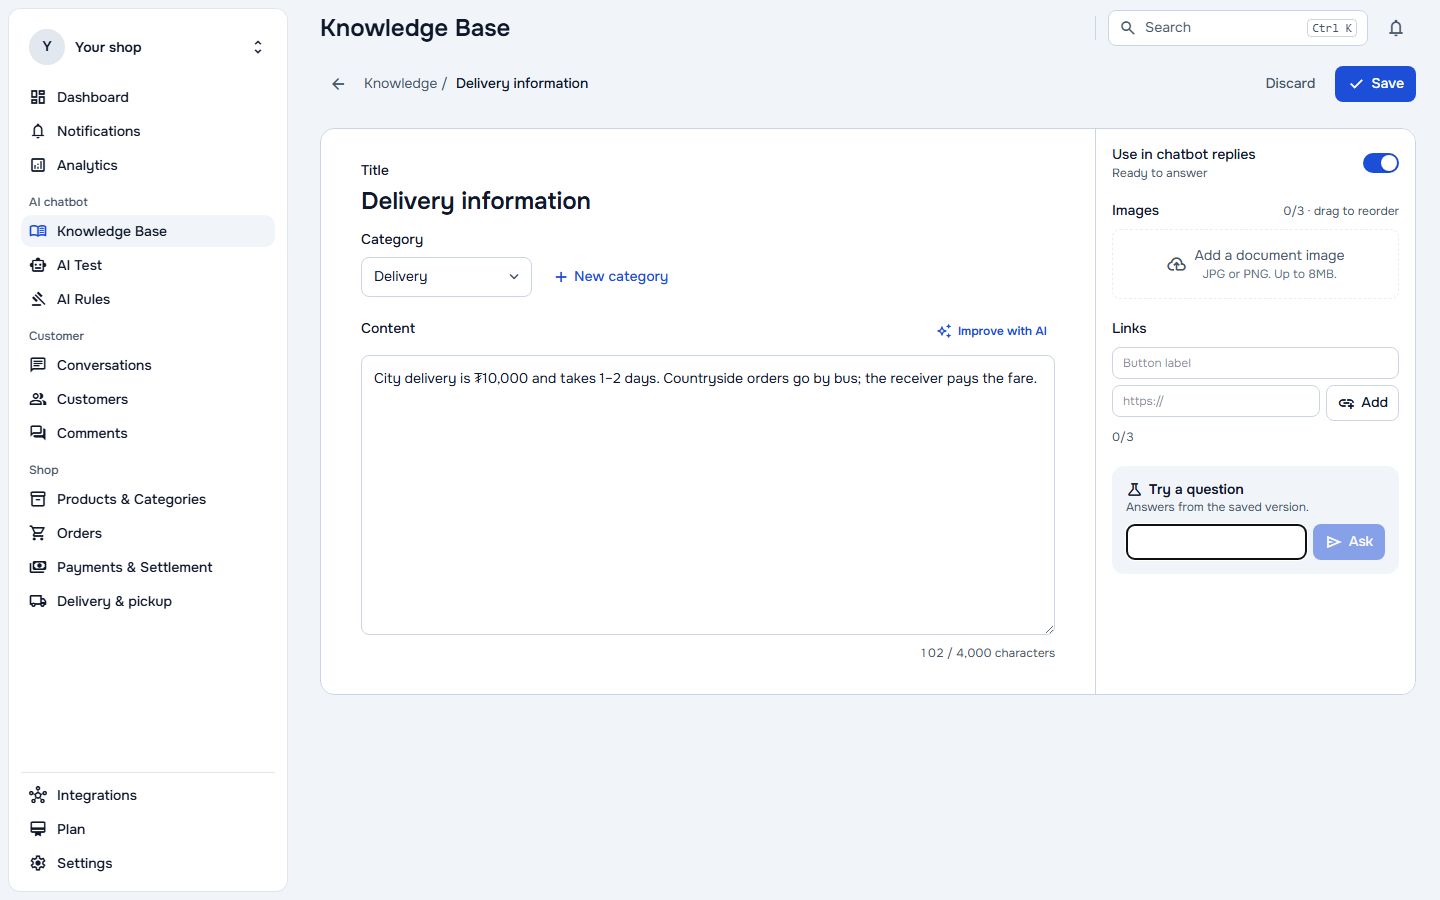 Y
Your shop
Dashboard
Notifications
Analytics
AI chatbot
Knowledge Base
AI Test
AI Rules
Customer
Conversations
Customers
Comments
Shop
Products & Categories
Orders
Payments & Settlement
Delivery & pickup
Integrations
Plan
Settings
Knowledge Base
Search
Ctrl K
Knowledge / Delivery information
Discard
Save
Title
Delivery information
Category
Delivery
New category
Content
Improve with AI
City delivery is ₮10,000 and takes 1–2 days. Countryside orders go by bus; the receiver pays the fare.
102 / 4,000 characters
Use in chatbot replies
Ready to answer
Images
0/3 · drag to reorder
Add a document image
JPG or PNG. Up to 8MB.
Links
Button label
https://
Add
0/3
Try a question
Answers from the saved version.
Ask